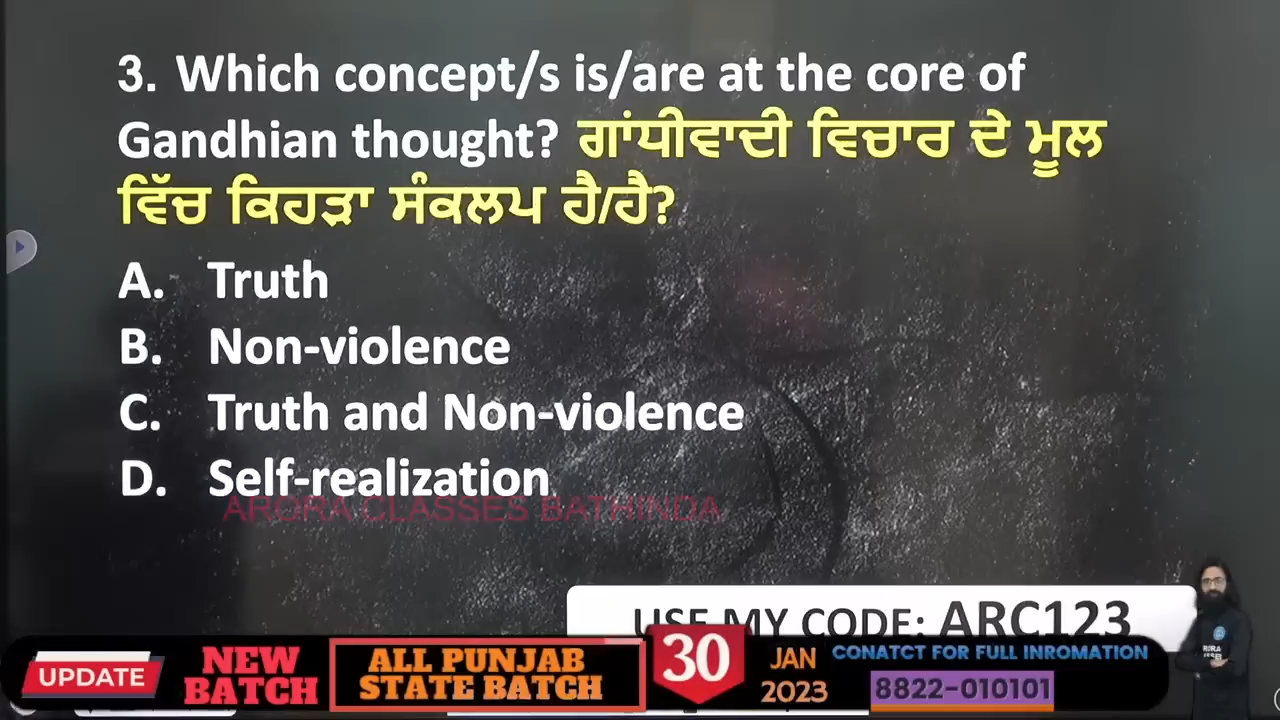 3. Which concept/s is/are at the core of
Gandhian thought? ਗਾਂਧੀਵਾਦੀ ਵਿਚਾਰ ਦੇ ਮੂਲ
ਵਿੱਚ ਕਿਹੜਾ ਸੰਕਲਪ ਹੈ/ਹੈ?
A. Truth
B. Non-violence
C. Truth and Non-violence
D. Self-realization
ARORA CLASSES BATHINDA
USE MY CODE: ARC123
UPDATE
NEW
BATCH
ALL PUNJAB
STATE BATCH
30
JAN
2023
CONATCT FOR FULL INROMATION
8822-010101